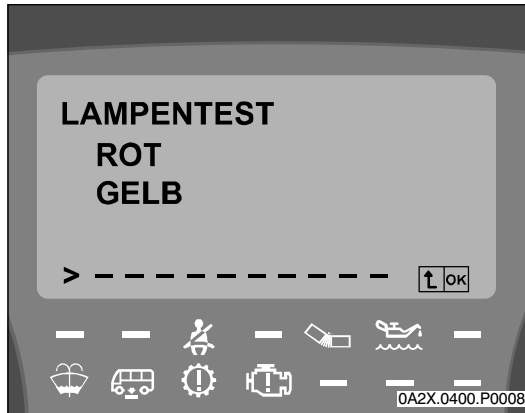 LAMPENTEST
ROT
GELB
> - - - - - - - - - -
OK
0A2X.0400.P0008